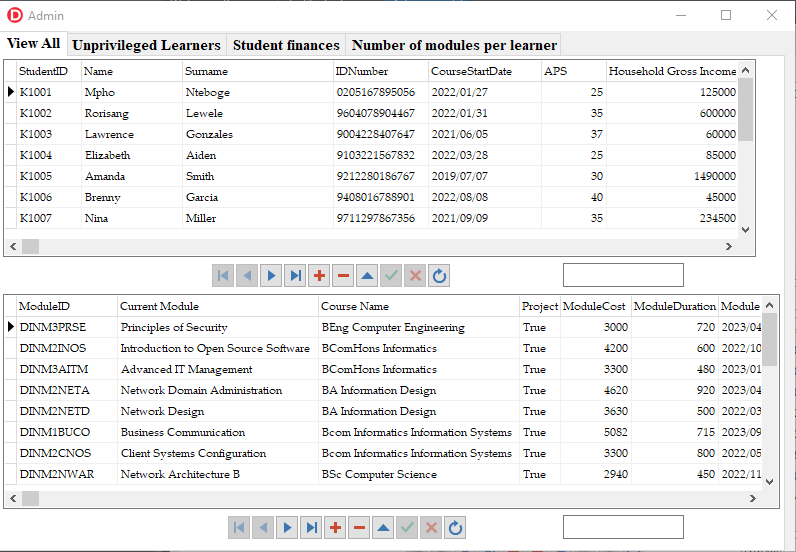 D Admin
View All Unprivileged Learners Student finances Number of modules per learner
StudentID Name Surname IDNumber CourseStartDate APS Household Gross Income
K1001 Mpho Nteboge 0205167895056 2022/01/27 25 125000
K1002 Rorisang Lewele 9604078904467 2022/01/31 35 600000
K1003 Lawrence Gonzales 9004228407647 2021/06/05 37 60000
K1004 Elizabeth Aiden 9103221567832 2022/03/28 25 85000
K1005 Amanda Smith 9212280186767 2019/07/07 30 1490000
K1006 Brenny Garcia 9408016788901 2022/08/08 40 45000
K1007 Nina Miller 9711297867356 2021/09/09 35 234500
ModuleID Current Module Course Name Project ModuleCost ModuleDuration Module
DINM3PRSE Principles of Security BEng Computer Engineering True 3000 720 2023/04
DINM2INOS Introduction to Open Source Software BComHons Informatics True 4200 600 2022/10
DINM3AITM Advanced IT Management BComHons Informatics True 3300 480 2023/01
DINM2NETA Network Domain Administration BA Information Design True 4620 920 2023/04
DINM2NETD Network Design BA Information Design True 3630 500 2022/03
DINM1BUCO Business Communication Bcom Informatics Information Systems True 5082 715 2023/09
DINM2CNOS Client Systems Configuration Bcom Informatics Information Systems True 3300 800 2022/05
DINM2NWAR Network Architecture B BSc Computer Science True 2940 450 2022/11